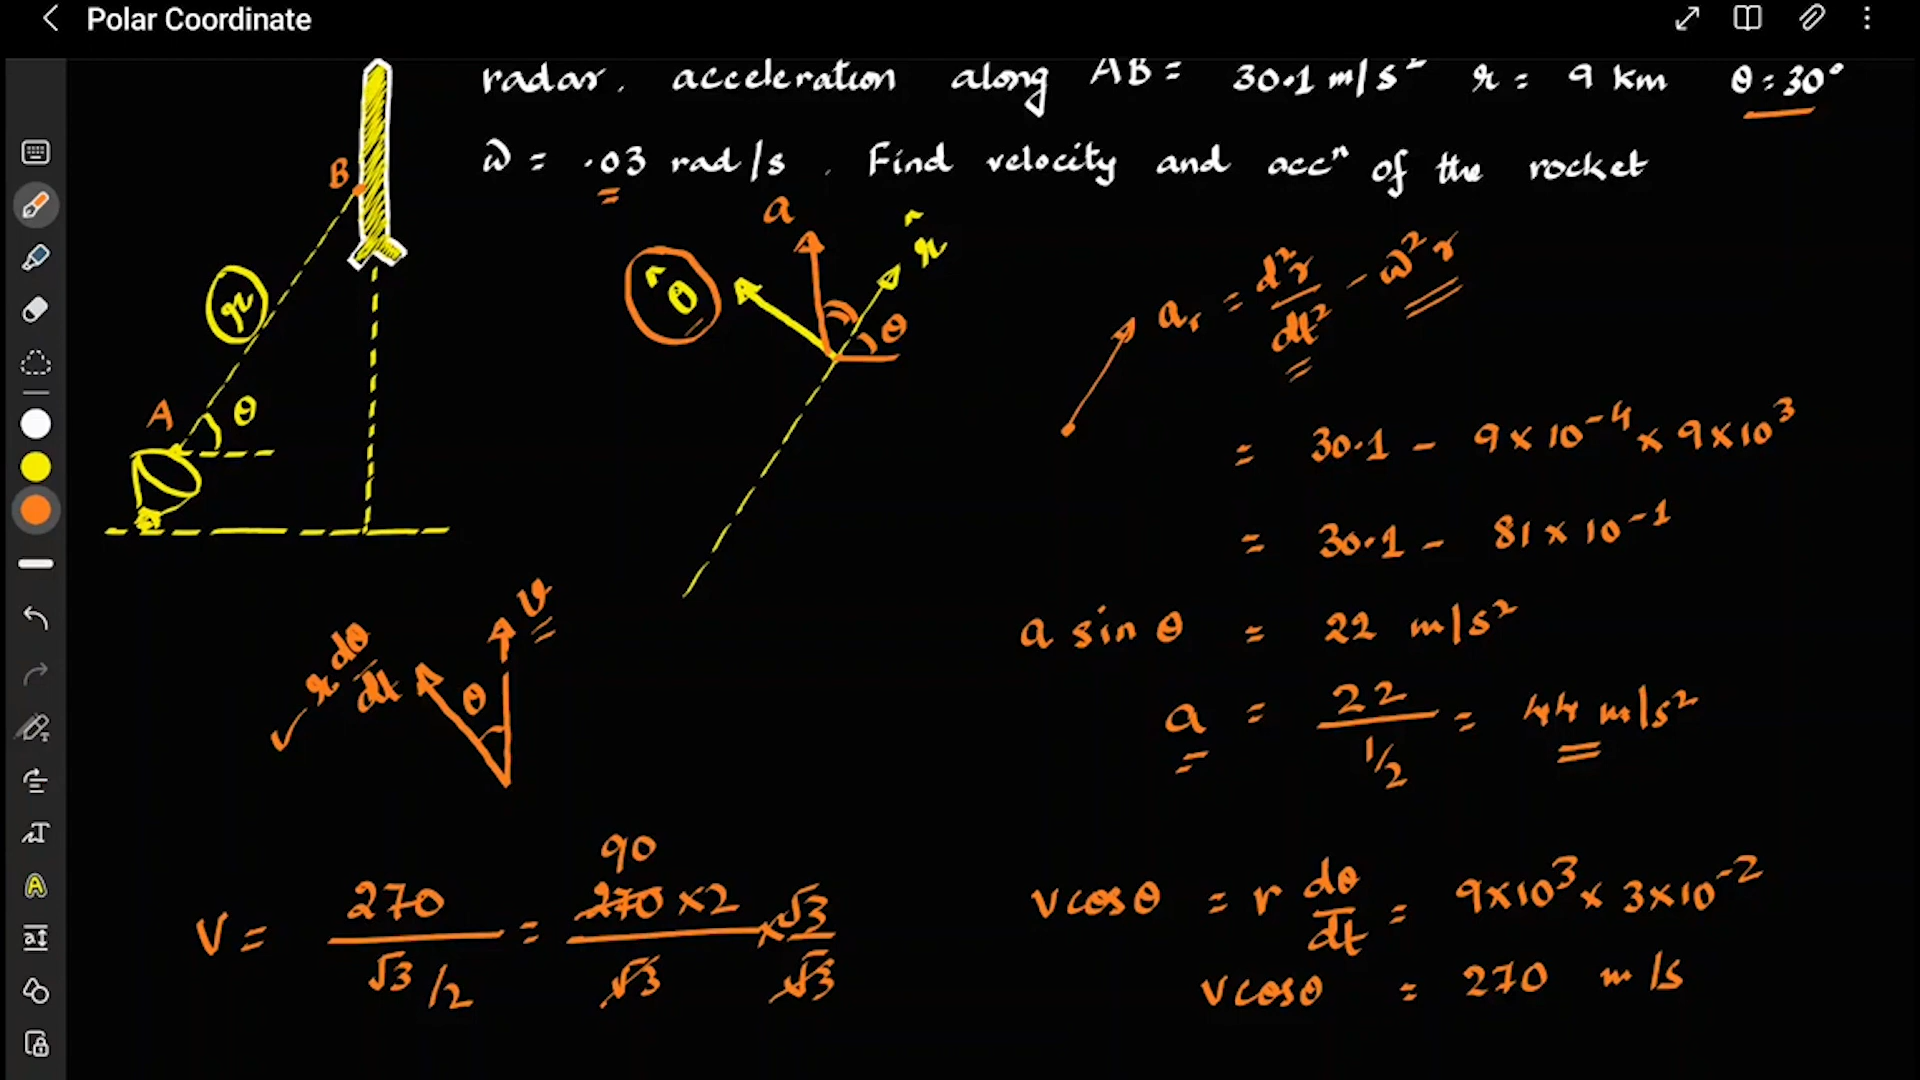 Polar Coordinate
radar. acceleration along AB = 30.1 m/s² r = 9 km θ = 30°
ω = .03 rad/s. Find velocity and accⁿ of the rocket
B
r
A
θ
θ̂
a
r̂
θ
a_r = d²r/dt² - ω²r
= 30.1 - 9 × 10⁻⁴ × 9 × 10³
= 30.1 - 81 × 10⁻¹
a sin θ = 22 m/s²
a = 22 / 1/2 = 44 m/s²
r dθ/dt
θ
v
90
V = 270 / √3/2 = 270 × 2 / √3 × √3 / √3
v cos θ = r dθ/dt = 9 × 10³ × 3 × 10⁻²
v cos θ = 270 m/s